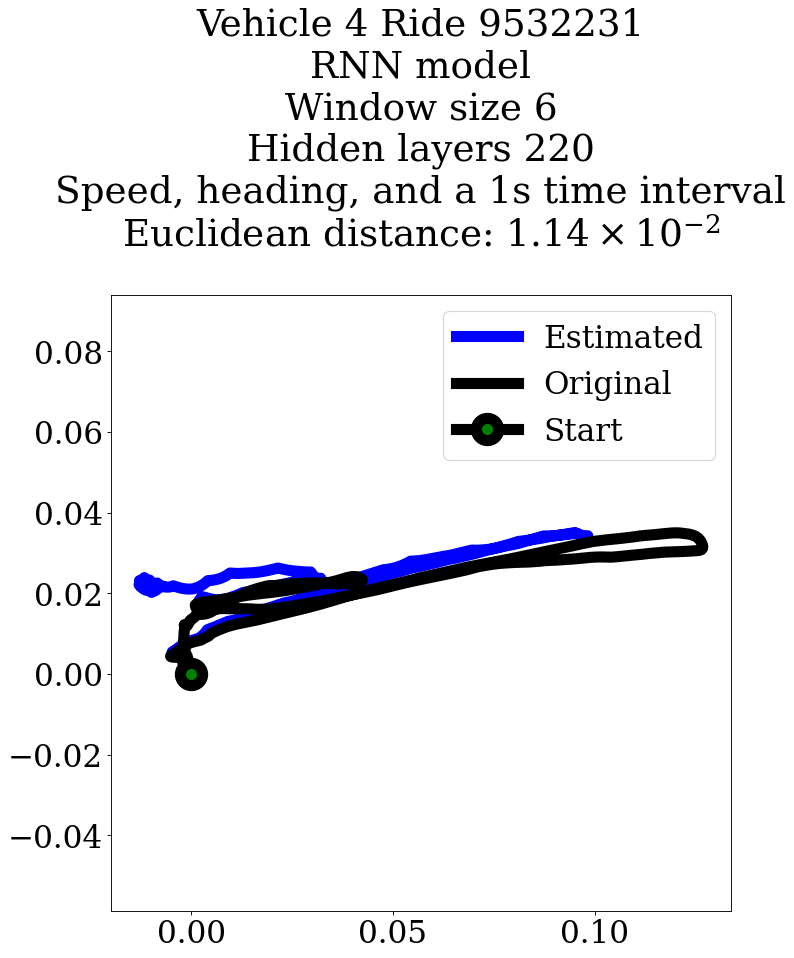 Vehicle 4 Ride 9532231
RNN model
Window size 6
Hidden layers 220
Speed, heading, and a 1s time interval
Euclidean distance: 1.14 × 10⁻²
Estimated
Original
Start
0.08
0.06
0.04
0.02
0.00
−0.02
−0.04
0.00 0.05 0.10